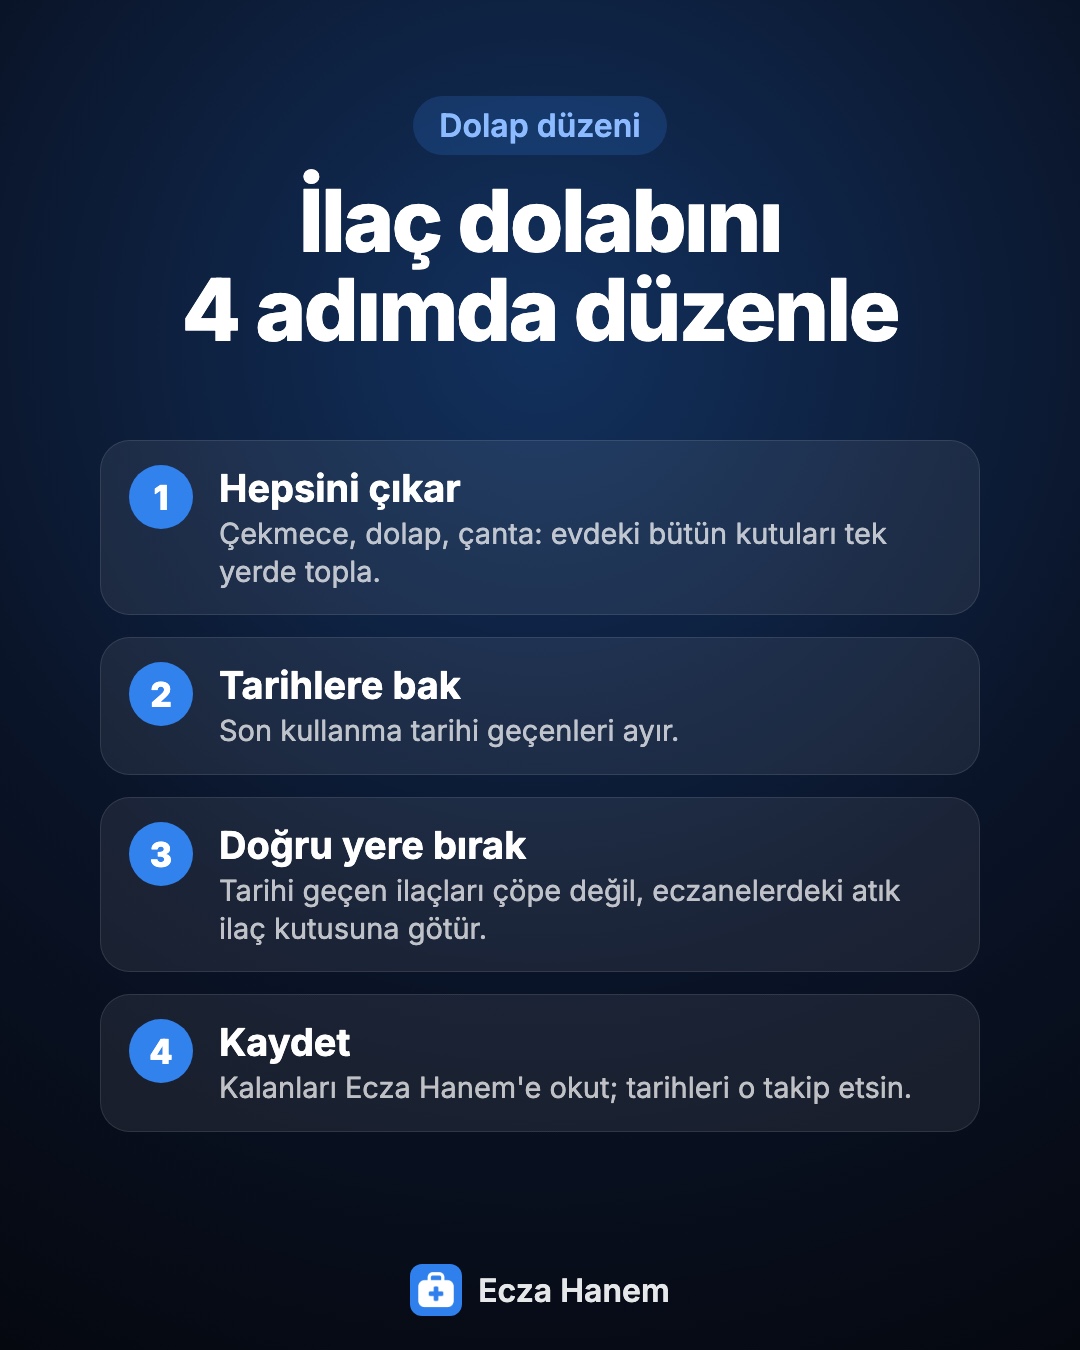 Dolap düzeni
İlaç dolabını
4 adımda düzenle
1
Hepsini çıkar
Çekmece, dolap, çanta: evdeki bütün kutuları tek
yerde topla.
2
Tarihlere bak
Son kullanma tarihi geçenleri ayır.
3
Doğru yere bırak
Tarihi geçen ilaçları çöpe değil, eczanelerdeki atık
ilaç kutusuna götür.
4
Kaydet
Kalanları Ecza Hanem'e okut; tarihleri o takip etsin.
Ecza Hanem